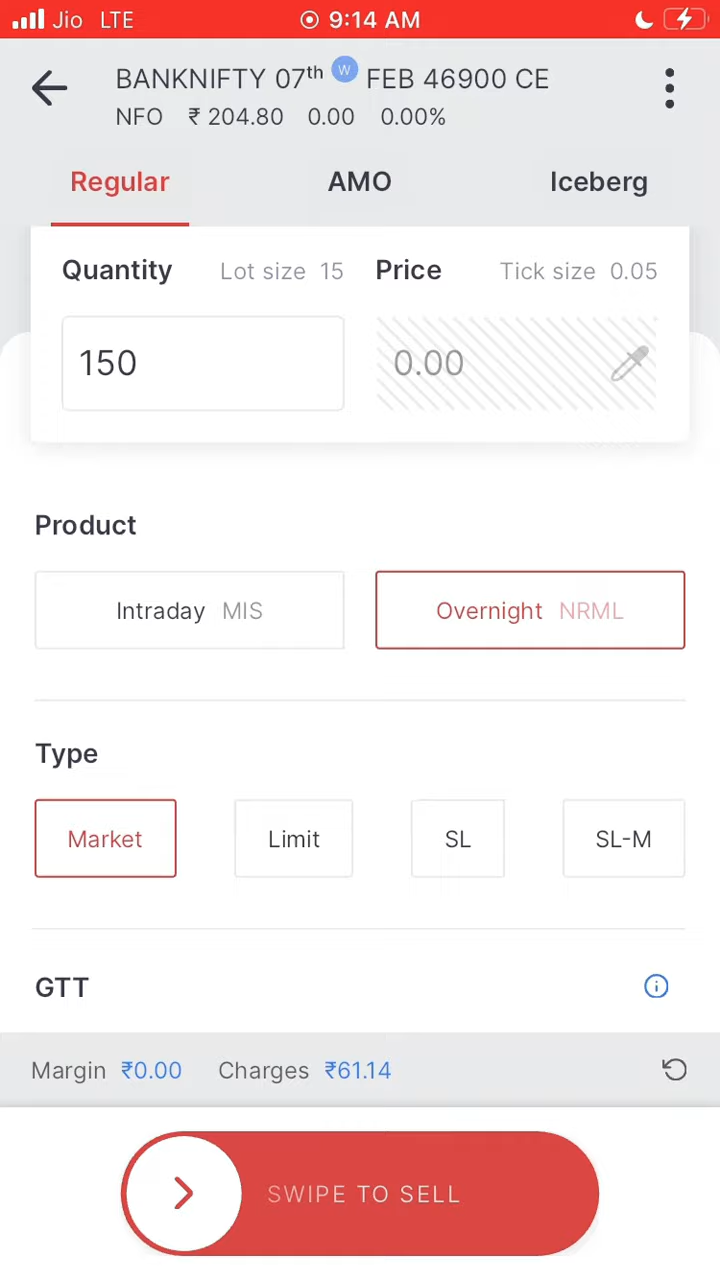 Jio LTE 9:14 AM
BANKNIFTY 07th W FEB 46900 CE
NFO ₹ 204.80 0.00 0.00%
Regular AMO Iceberg
Quantity Lot size 15 Price Tick size 0.05
150 0.00
Product
Intraday MIS Overnight NRML
Type
Market Limit SL SL-M
GTT
Margin ₹0.00 Charges ₹61.14
SWIPE TO SELL